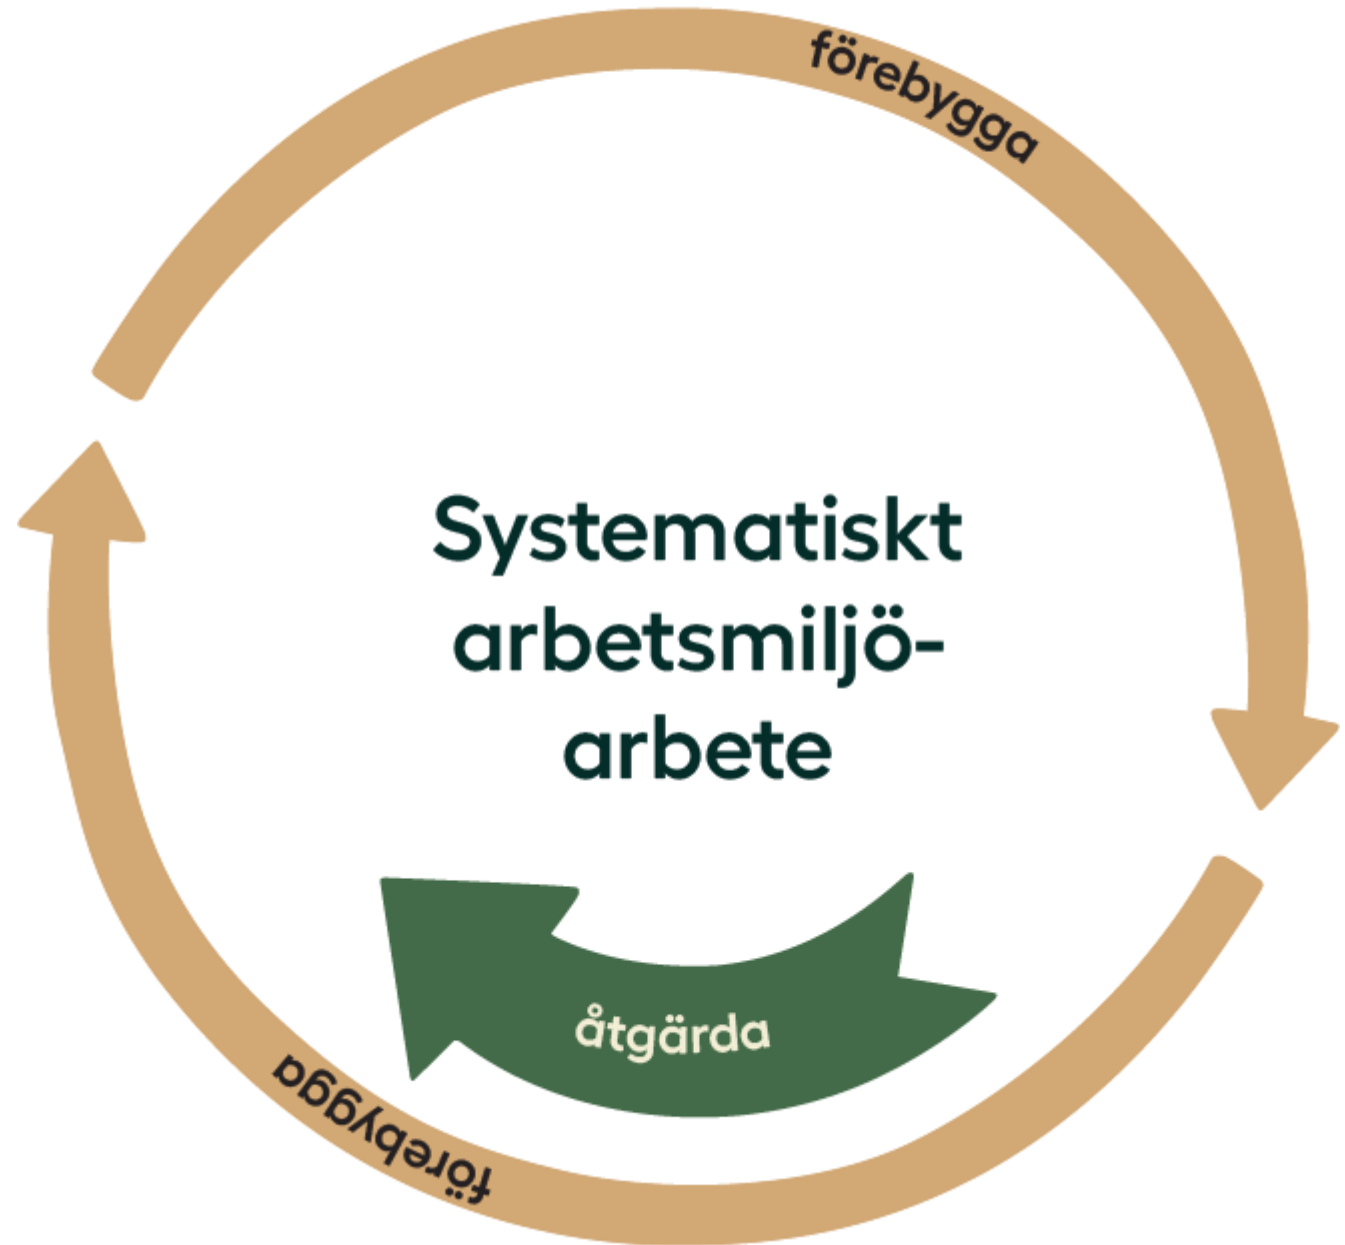 förebygga
Systematiskt
arbetsmiljö-
arbete
åtgärda
förebygga